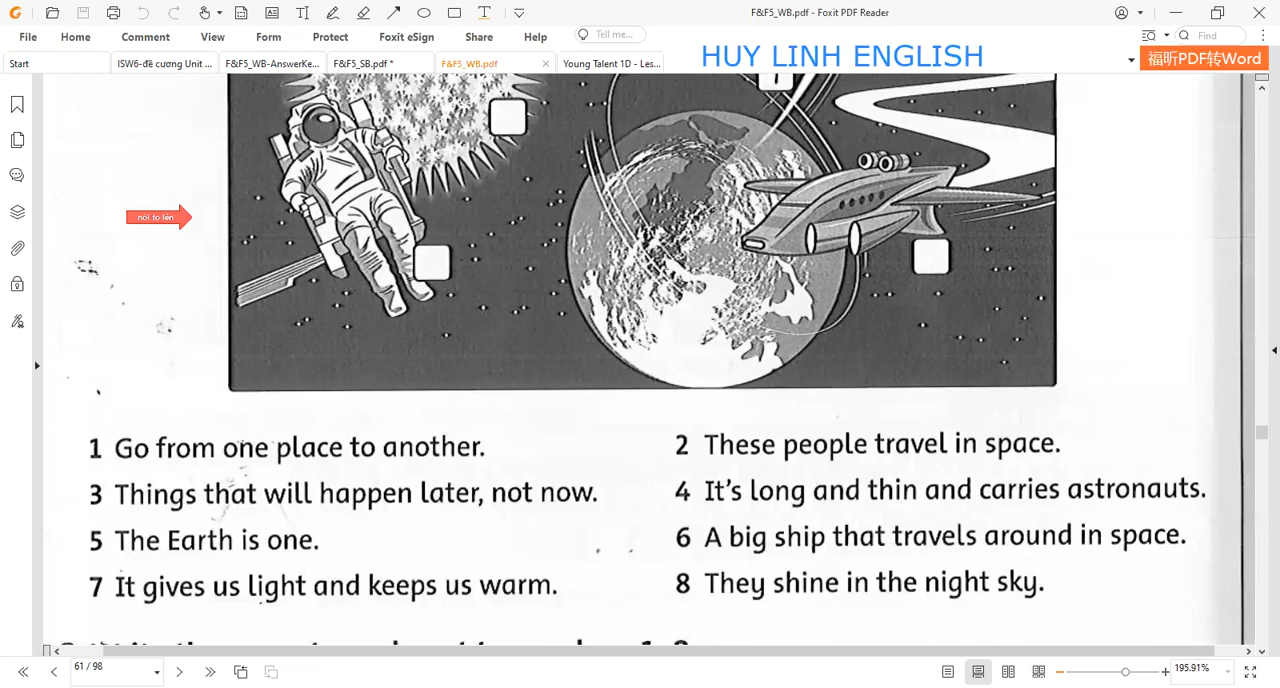 F&F5_WB.pdf - Foxit PDF Reader
File Home Comment View Form Protect Foxit eSign Share Help Tell me... Find
Start ISW6-đề cương Unit ... F&F5_WB-AnswerKe... F&F5_SB.pdf * F&F5_WB.pdf Young Talent 1D - Les...
HUY LINH ENGLISH
福昕PDF转Word
nói to lên
1 Go from one place to another.
2 These people travel in space.
3 Things that will happen later, not now.
4 It's long and thin and carries astronauts.
5 The Earth is one.
6 A big ship that travels around in space.
7 It gives us light and keeps us warm.
8 They shine in the night sky.
61 / 98
195.91%